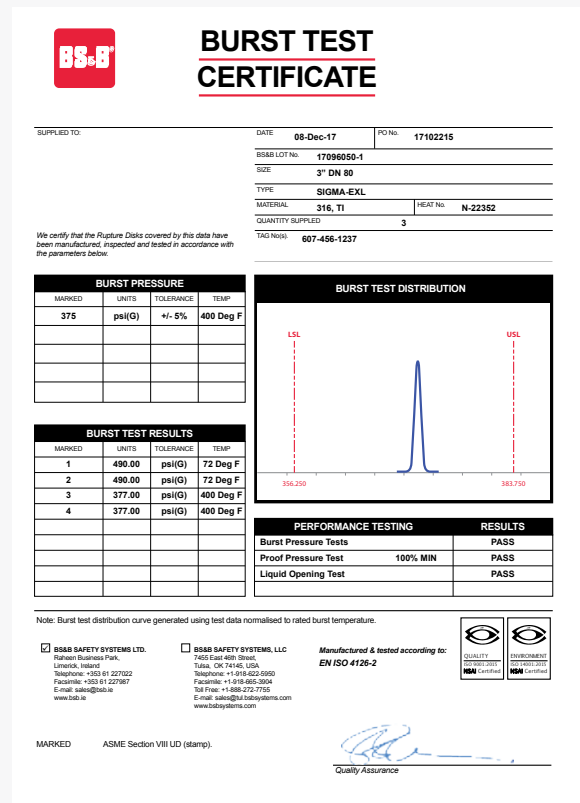 BS&B®
BURST TEST
CERTIFICATE
SUPPLIED TO:
DATE 08-Dec-17 PO No. 17102215
BS&B LOT No. 17096050-1
SIZE 3" DN 80
TYPE SIGMA-EXL
MATERIAL 316, TI HEAT No. N-22352
QUANTITY SUPPLED 3
TAG No(s). 607-456-1237
We certify that the Rupture Disks covered by this data have
been manufactured, inspected and tested in accordance with
the parameters below.
BURST PRESSURE
MARKED UNITS TOLERANCE TEMP
375 psi(G) +/- 5% 400 Deg F
BURST TEST DISTRIBUTION
LSL USL
356.250 383.750
BURST TEST RESULTS
MARKED UNITS TOLERANCE TEMP
1 490.00 psi(G) 72 Deg F
2 490.00 psi(G) 72 Deg F
3 377.00 psi(G) 400 Deg F
4 377.00 psi(G) 400 Deg F
PERFORMANCE TESTING RESULTS
Burst Pressure Tests PASS
Proof Pressure Test 100% MIN PASS
Liquid Opening Test PASS
Note: Burst test distribution curve generated using test data normalised to rated burst temperature.
BS&B SAFETY SYSTEMS LTD.
Raheen Business Park,
Limerick, Ireland
Telephone: +353 61 227022
Facsimile: +353 61 227987
E-mail: sales@bsb.ie
www.bsb.ie
BS&B SAFETY SYSTEMS, LLC
7455 East 46th Street,
Tulsa, OK 74145, USA
Telephone: +1-918-622-5950
Facsimile: +1-918-665-3904
Toll Free: +1-888-272-7755
E-mail: sales@tul.bsbsystems.com
www.bsbsystems.com
Manufactured & tested according to:
EN ISO 4126-2
QUALITY
ISO 9001:2015
NSAI Certified
ENVIRONMENT
ISO 14001:2015
NSAI Certified
MARKED ASME Section VIII UD (stamp).
Quality Assurance